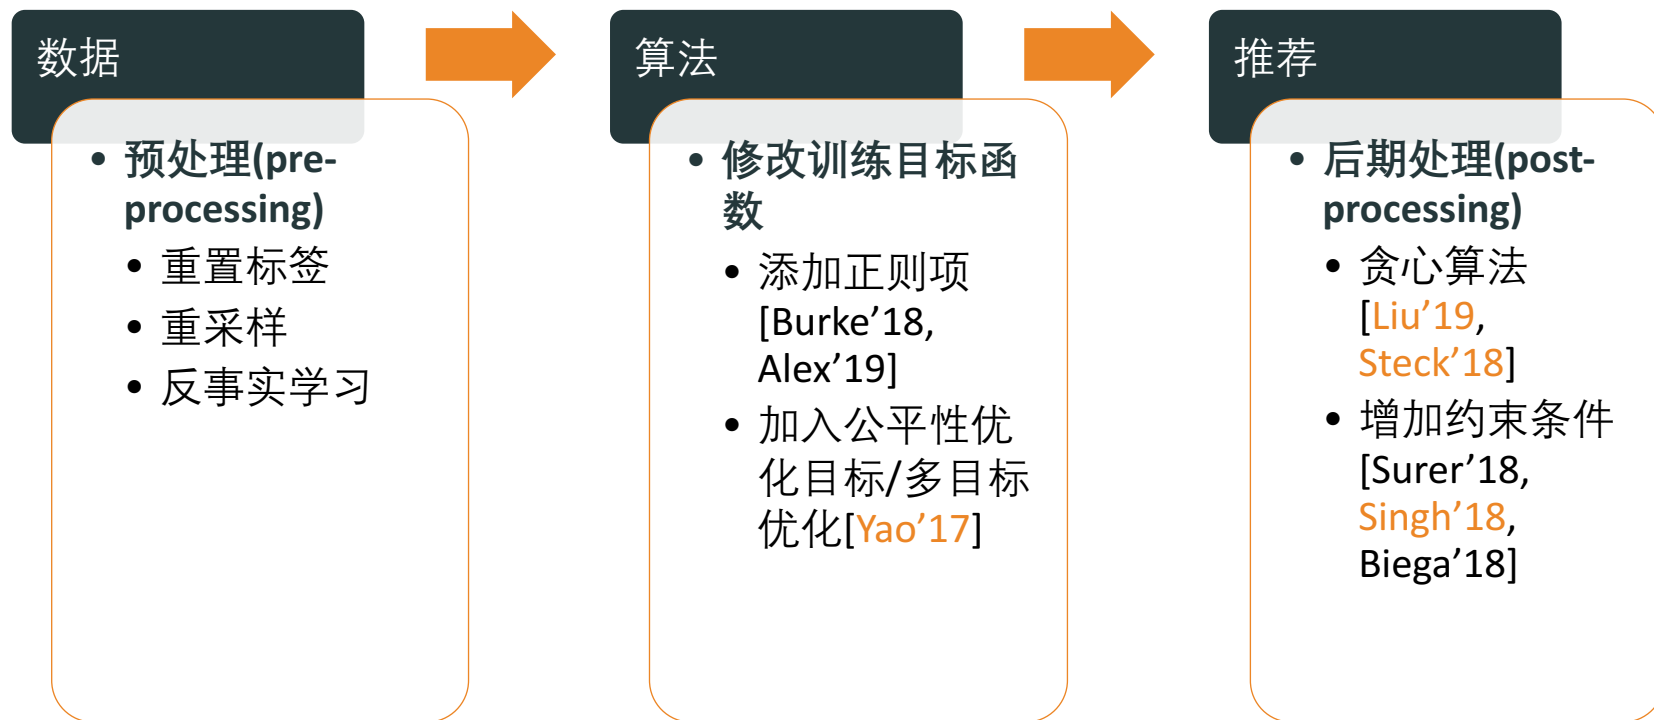 数据
• 预处理(pre-
processing)
• 重置标签
• 重采样
• 反事实学习
算法
• 修改训练目标函
数
• 添加正则项
[Burke’18,
Alex’19]
• 加入公平性优
化目标/多目标
优化[Yao’17]
推荐
• 后期处理(post-
processing)
• 贪心算法
[Liu’19,
Steck’18]
• 增加约束条件
[Surer’18,
Singh’18,
Biega’18]